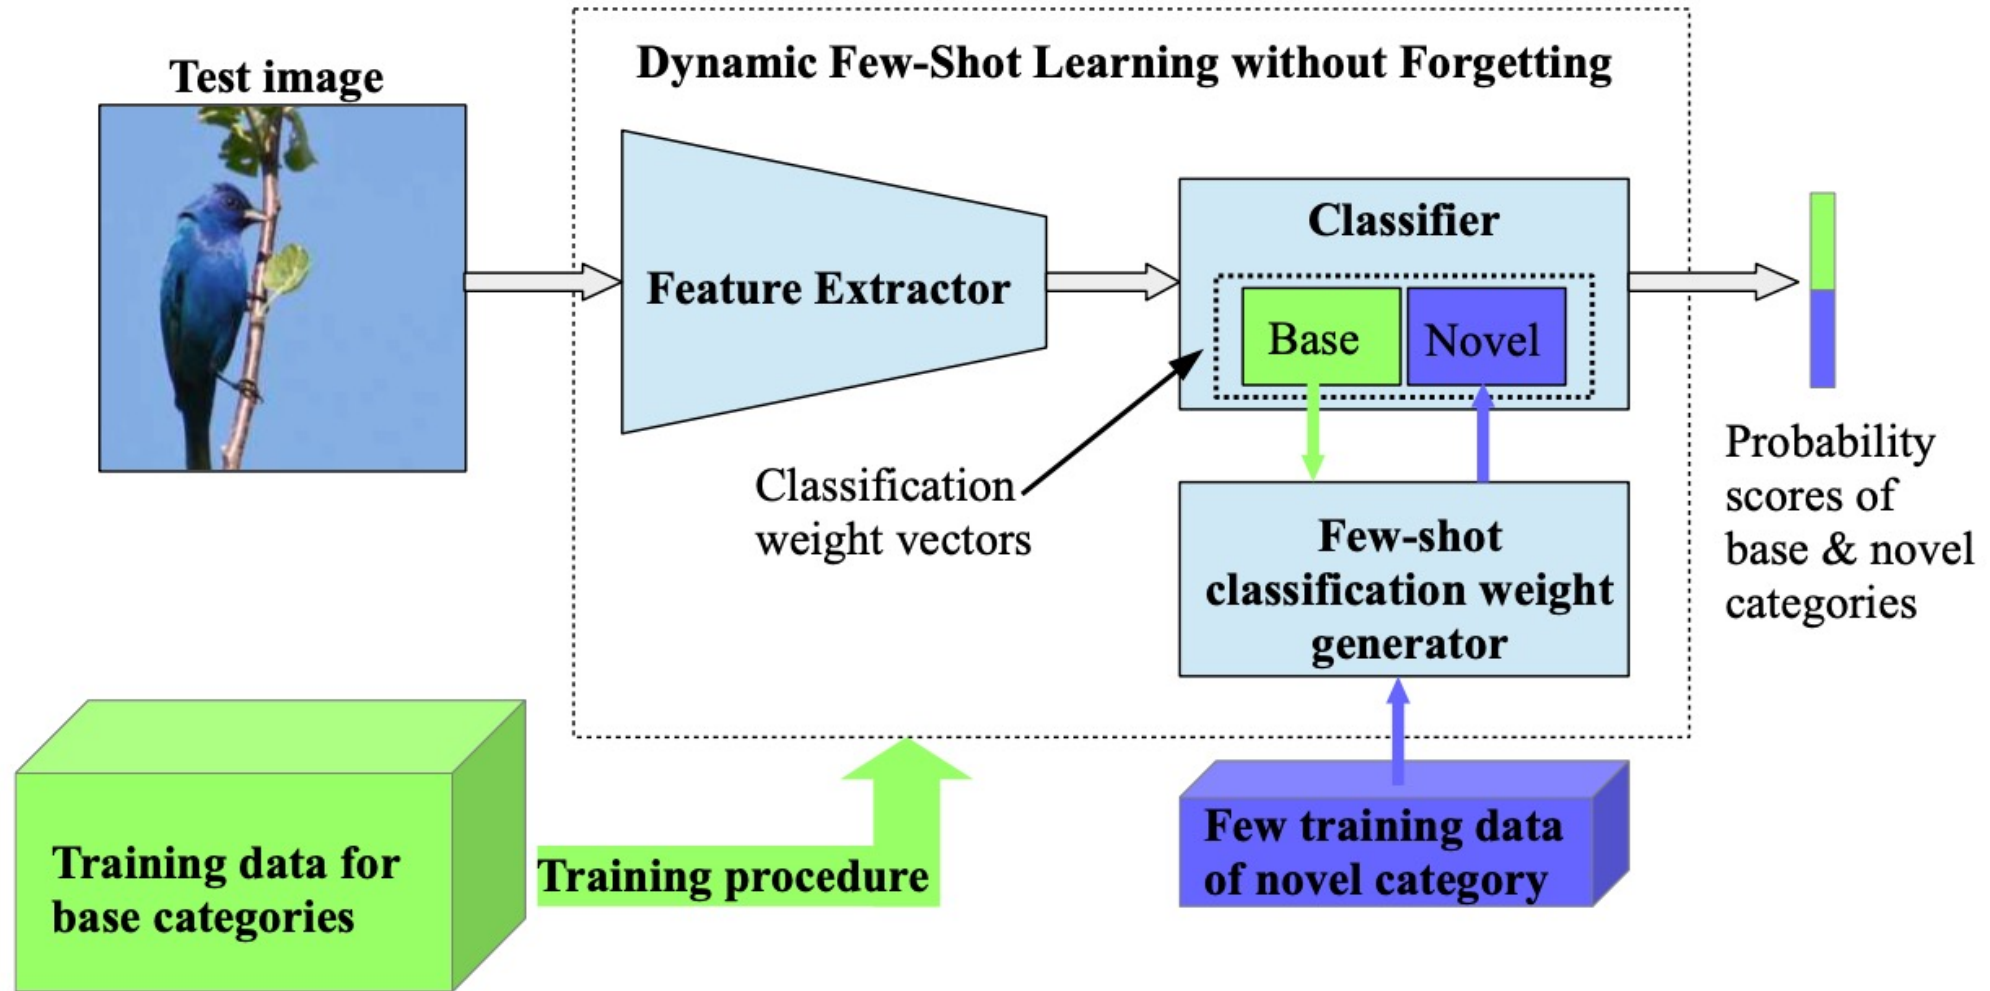 Test image
Dynamic Few-Shot Learning without Forgetting
Feature Extractor
Classifier
Base
Novel
Classification
weight vectors
Few-shot
classification weight
generator
Probability
scores of
base & novel
categories
Training data for
base categories
Training procedure
Few training data
of novel category